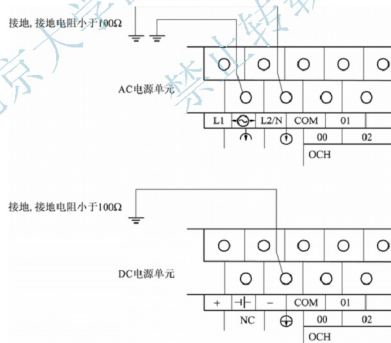 接地,接地电阻小于100Ω
AC电源单元
L1 L2/N COM 01
00 02
OCH
接地,接地电阻小于100Ω
DC电源单元
+ − COM 01
NC 00 02
OCH